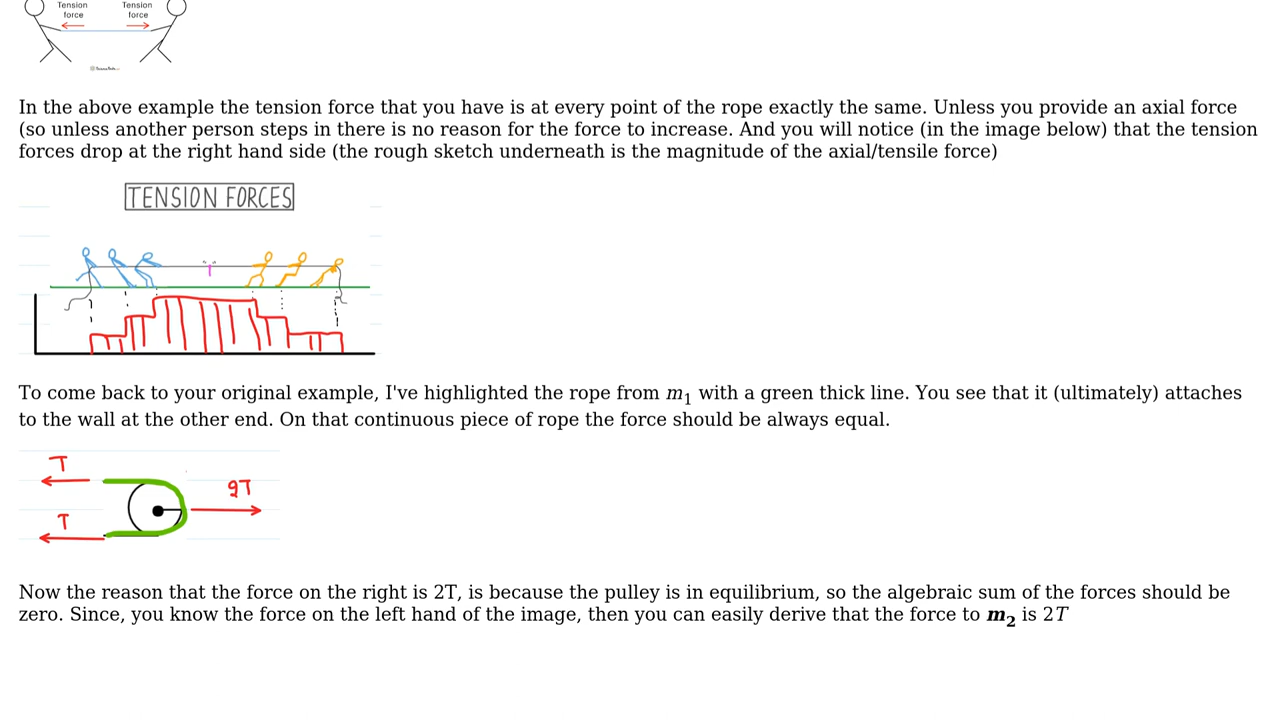 Tension Tension
force force
In the above example the tension force that you have is at every point of the rope exactly the same. Unless you provide an axial force
(so unless another person steps in there is no reason for the force to increase. And you will notice (in the image below) that the tension
forces drop at the right hand side (the rough sketch underneath is the magnitude of the axial/tensile force)
TENSION FORCES
"T"
To come back to your original example, I've highlighted the rope from m₁ with a green thick line. You see that it (ultimately) attaches
to the wall at the other end. On that continuous piece of rope the force should be always equal.
T
2T
T
Now the reason that the force on the right is 2T, is because the pulley is in equilibrium, so the algebraic sum of the forces should be
zero. Since, you know the force on the left hand of the image, then you can easily derive that the force to m₂ is 2T